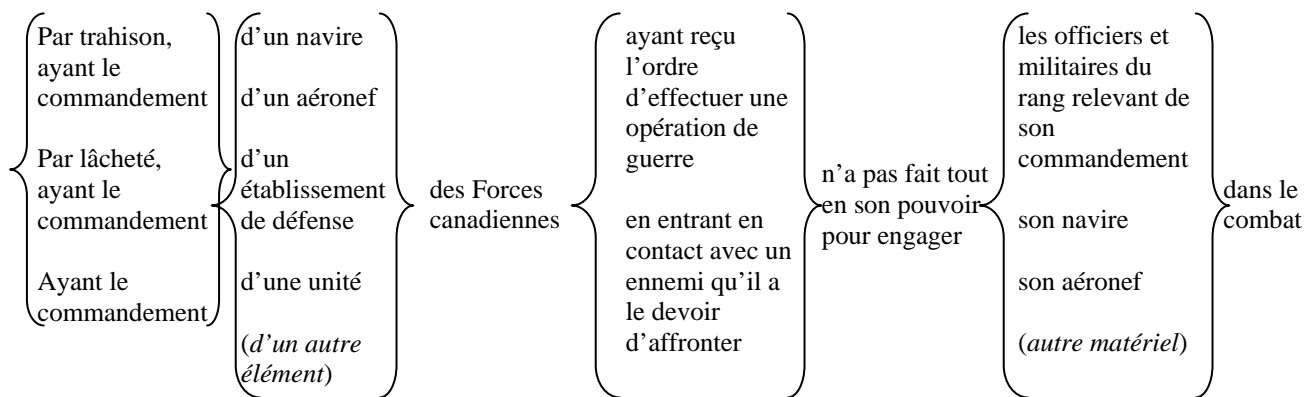 Par trahison,
ayant le
commandement
Par lâcheté,
ayant le
commandement
Ayant le
commandement
d’un navire
d’un aéronef
d’un
établissement
de défense
d’une unité
(d’un autre
élément)
des Forces
canadiennes
ayant reçu
l’ordre
d’effectuer une
opération de
guerre
en entrant en
contact avec un
ennemi qu’il a
le devoir
d’affronter
n’a pas fait tout
en son pouvoir
pour engager
les officiers et
militaires du
rang relevant de
son
commandement
son navire
son aéronef
(autre matériel)
dans le
combat